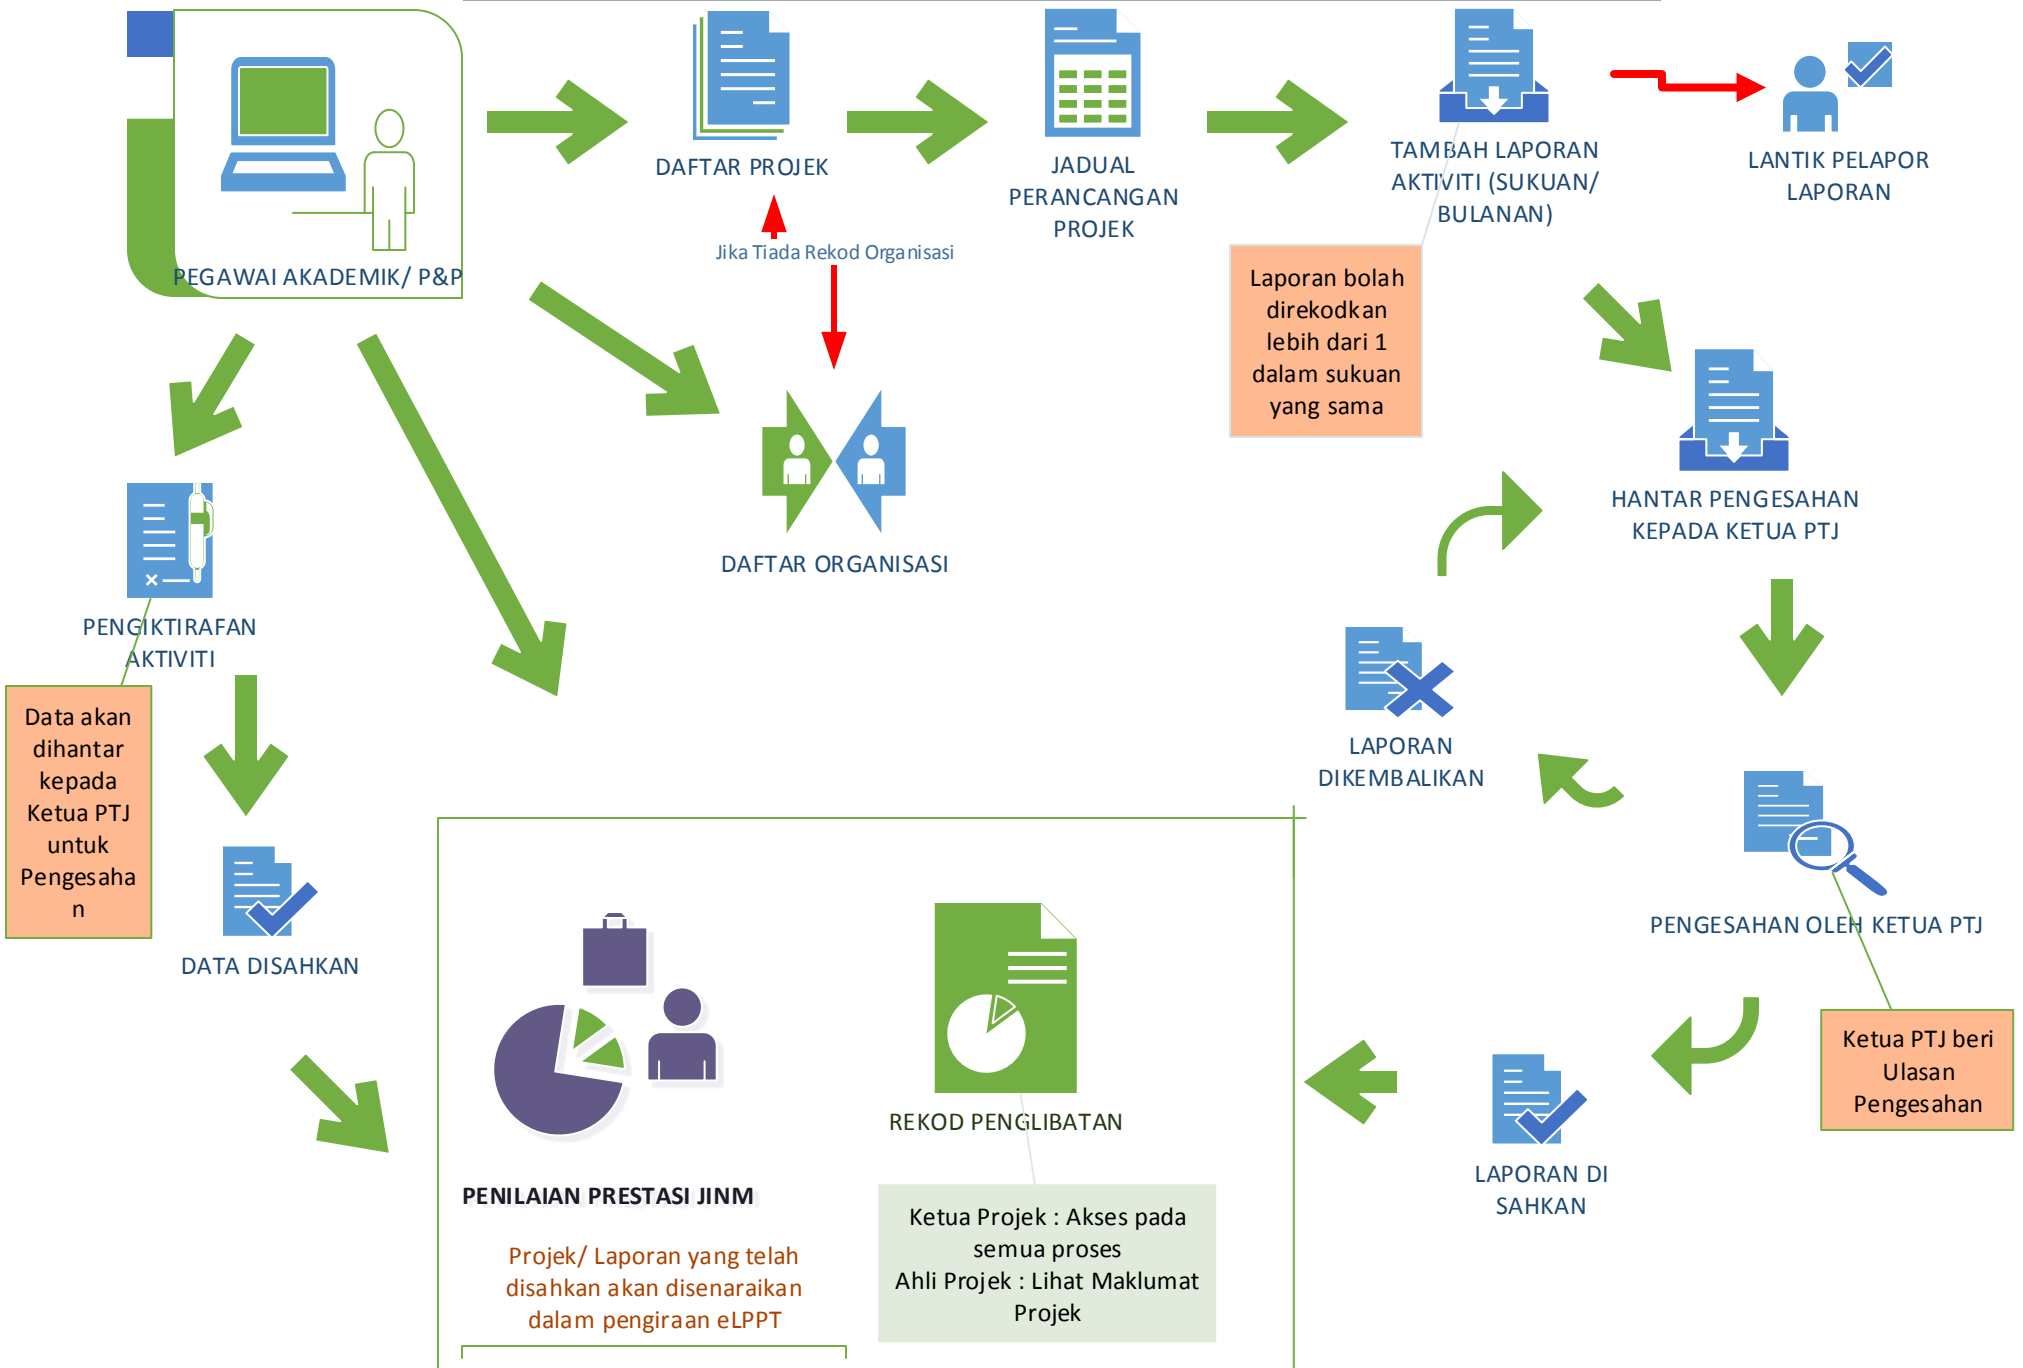 PEGAWAI AKADEMIK/ P&P
DAFTAR PROJEK
JADUAL
PERANCANGAN
PROJEK
TAMBAH LAPORAN
AKTIVITI (SUKUAN/
BULANAN)
LANTIK PELAPOR
LAPORAN
Jika Tiada Rekod Organisasi
Laporan bolah
direkodkan
lebih dari 1
dalam sukuan
yang sama
DAFTAR ORGANISASI
HANTAR PENGESAHAN
KEPADA KETUA PTJ
PENGIKTIRAFAN
AKTIVITI
Data akan
dihantar
kepada
Ketua PTJ
untuk
Pengesaha
n
DATA DISAHKAN
LAPORAN
DIKEMBALIKAN
PENGESAHAN OLEH KETUA PTJ
Ketua PTJ beri
Ulasan
Pengesahan
LAPORAN DI
SAHKAN
REKOD PENGLIBATAN
PENILAIAN PRESTASI JINM
Projek/ Laporan yang telah
disahkan akan disenaraikan
dalam pengiraan eLPPT
Ketua Projek : Akses pada
semua proses
Ahli Projek : Lihat Maklumat
Projek